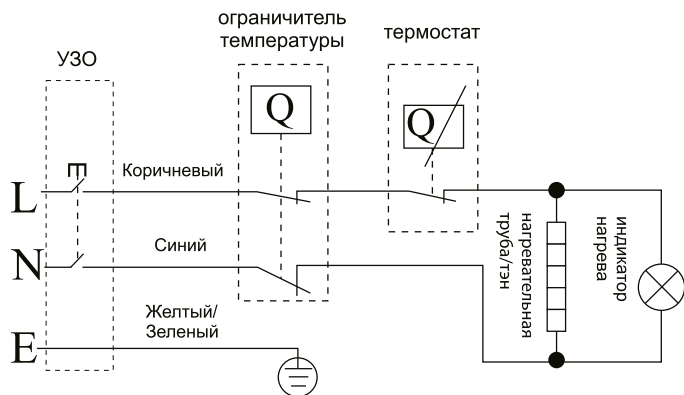 ограничитель
температуры
термостат
УЗО
Q
Q
L
Коричневый
N
Синий
E
Желтый/
Зеленый
нагревательная
труба/тэн
индикатор
нагрева